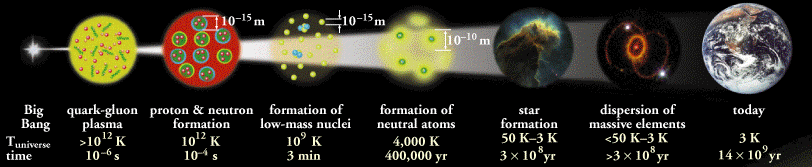 10⁻¹⁵ m
10⁻¹⁵ m
10⁻¹⁰ m
Big quark-gluon proton & neutron formation of formation of star dispersion of today
Bang plasma formation low-mass nuclei neutral atoms formation massive elements
T universe >10¹² K 10¹² K 10⁹ K 4,000 K 50 K–3 K <50 K–3 K 3 K
time 10⁻⁶ s 10⁻⁴ s 3 min 400,000 yr 3 × 10⁸ yr >3 × 10⁸ yr 14 × 10⁹ yr